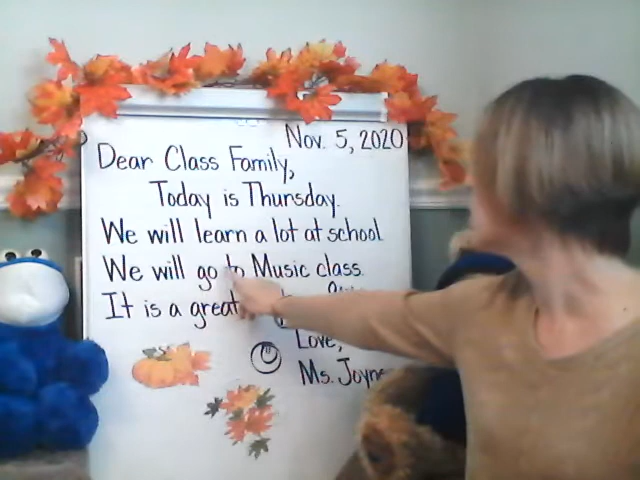 Nov. 5, 2020
Dear Class Family,
Today is Thursday.
We will learn a lot at school
We will go to Music class.
It is a great
Love,
Ms. Joyne